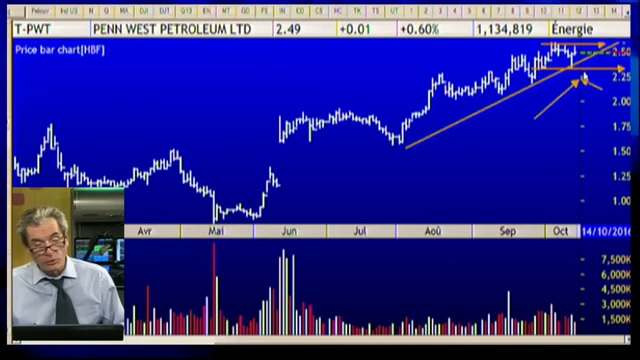 T-PWT PENN WEST PETROLEUM LTD 2.49 +0.01 +0.60% 1,134,819 Énergie
Price bar chart[HBF]
2.50
2.25
2.00
1.75
1.50
1.25
1.00
Avr Mai Jun Jul Aoû Sep Oct 14/10/2016
7,500K
6,000K
4,500K
3,000K
1,500K